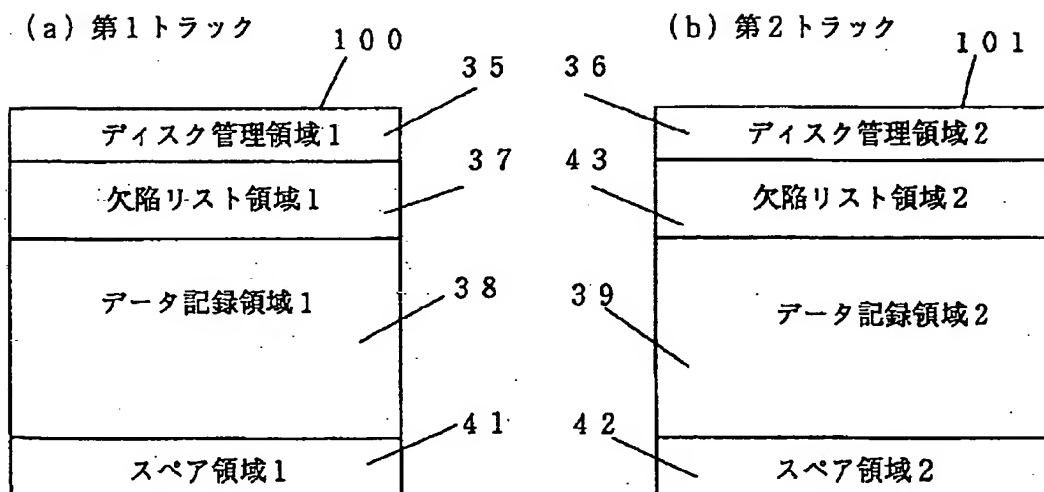 (a) 第1トラック
100
35
ディスク管理領域1
37
欠陥リスト領域1
データ記録領域1
38
41
スペア領域1
(b) 第2トラック
101
36
ディスク管理領域2
43
欠陥リスト領域2
39
データ記録領域2
42
スペア領域2